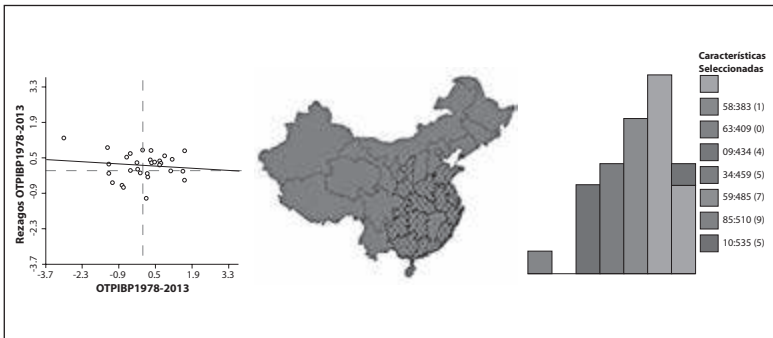 Rezagos OTPIBP1978-2013
3.3
1.9
0.5
-0.9
-2.3
-3.7
-3.7 -2.3 -0.9 0.5 1.9 3.3
OTPIBP1978-2013
Características
Seleccionadas
58:383 (1)
63:409 (0)
09:434 (4)
34:459 (5)
59:485 (7)
85:510 (9)
10:535 (5)